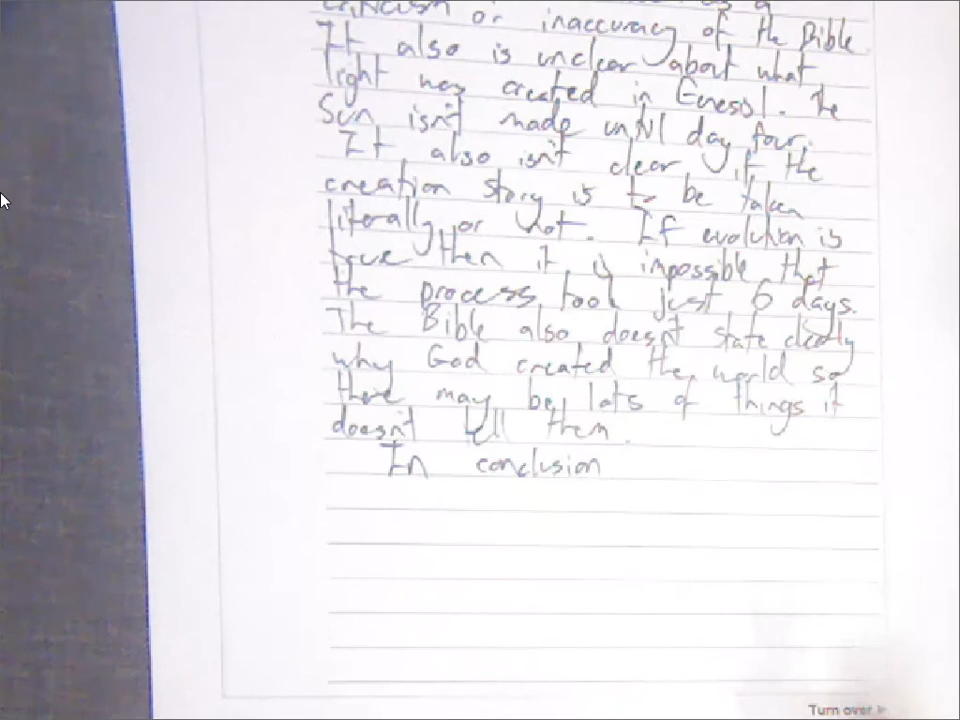 criticism or inaccuracy of the Bible
It also is unclear about what
light was created in Genesis 1. The
Sun isn't made until day four.
It also isn't clear if the
creation story is to be taken
literally or not. If evolution is
true then it is impossible that
the process took just 6 days.
The Bible also doesn't state clearly
why God created the world so
there may be lots of things it
doesn't tell them.
In conclusion
Turn over